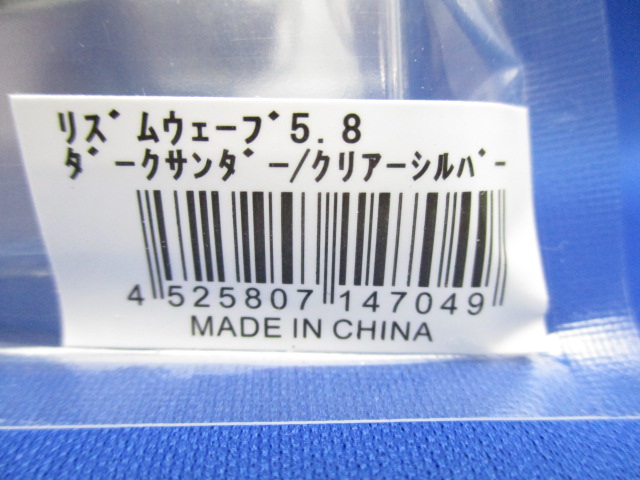 リズムウェーブ5.8
ダークサンダー/クリアーシルバー
4 525807 147049
MADE IN CHINA